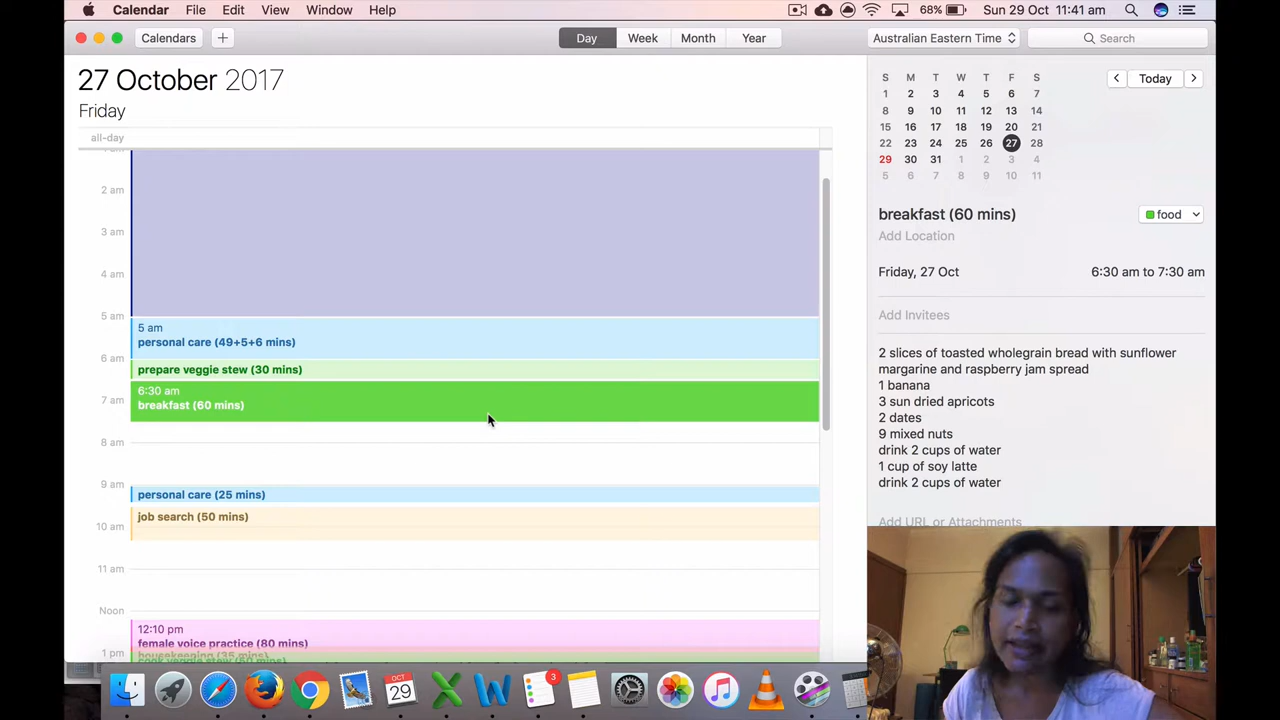 Calendar File Edit View Window Help 68% Sun 29 Oct 11:41 am
Calendars + Day Week Month Year Australian Eastern Time Search
27 October 2017
Friday
all-day
2 am
3 am
4 am
5 am
6 am
7 am
8 am
9 am
10 am
11 am
Noon
1 pm
5 am
personal care (49+5+6 mins)
prepare veggie stew (30 mins)
6:30 am
breakfast (60 mins)
personal care (25 mins)
job search (50 mins)
12:10 pm
female voice practice (80 mins)
housekeeping (35 mins)
cook veggie stew (50 mins)
S M T W T F S
1 2 3 4 5 6 7
8 9 10 11 12 13 14
15 16 17 18 19 20 21
22 23 24 25 26 27 28
29 30 31 1 2 3 4
5 6 7 8 9 10 11
Today
breakfast (60 mins) food
Add Location
Friday, 27 Oct 6:30 am to 7:30 am
Add Invitees
2 slices of toasted wholegrain bread with sunflower
margarine and raspberry jam spread
1 banana
3 sun dried apricots
2 dates
9 mixed nuts
drink 2 cups of water
1 cup of soy latte
drink 2 cups of water
Add URL or Attachments
OCT
29
3